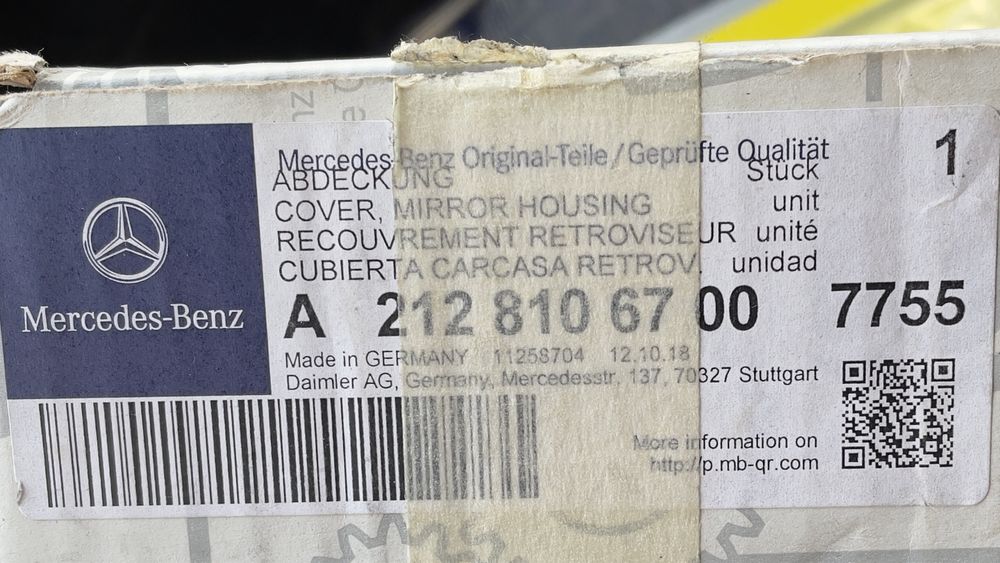 Mercedes-Benz Original-Teile / Geprüfte Qualität
1
ABDECKUNG Stück
COVER, MIRROR HOUSING unit
RECOUVREMENT RETROVISEUR unité
CUBIERTA CARCASA RETROV. unidad
Mercedes-Benz
A 212 810 67 00 7755
Made in GERMANY 11258704 12.10.18
Daimler AG, Germany, Mercedesstr. 137, 70327 Stuttgart
More information on
http://p.mb-qr.com